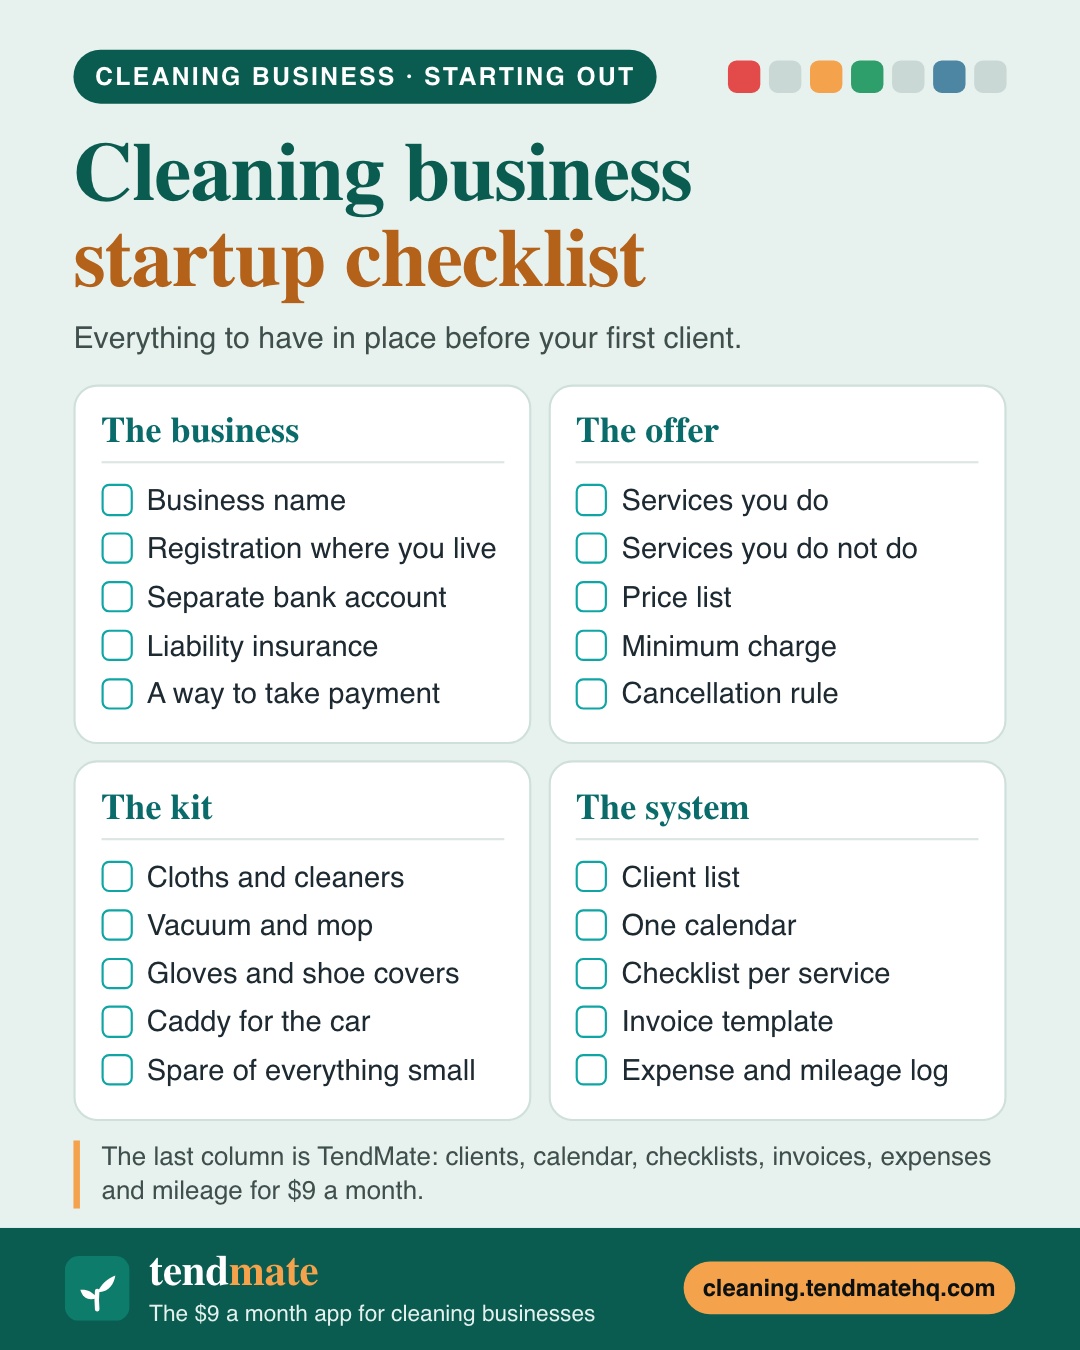 CLEANING BUSINESS · STARTING OUT
Cleaning business
startup checklist
Everything to have in place before your first client.
The business
Business name
Registration where you live
Separate bank account
Liability insurance
A way to take payment
The offer
Services you do
Services you do not do
Price list
Minimum charge
Cancellation rule
The kit
Cloths and cleaners
Vacuum and mop
Gloves and shoe covers
Caddy for the car
Spare of everything small
The system
Client list
One calendar
Checklist per service
Invoice template
Expense and mileage log
The last column is TendMate: clients, calendar, checklists, invoices, expenses
and mileage for $9 a month.
tendmate
The $9 a month app for cleaning businesses
cleaning.tendmatehq.com